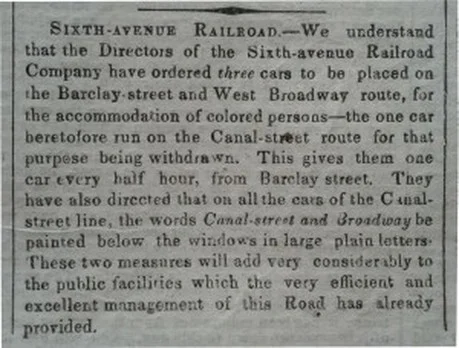 SIXTH-AVENUE RAILROAD.—We understand
that the Directors of the Sixth-avenue Railroad
Company have ordered three cars to be placed on
the Barclay-street and West Broadway route, for
the accommodation of colored persons—the one car
heretofore run on the Canal-street route for that
purpose being withdrawn. This gives them one
car every half hour, from Barclay street. They
have also directed that on all the cars of the Canal-
street line, the words Canal-street and Broadway be
painted below the windows in large plain letters.
These two measures will add very considerably to
the public facilities which the very efficient and
excellent management of this Road has already
provided.